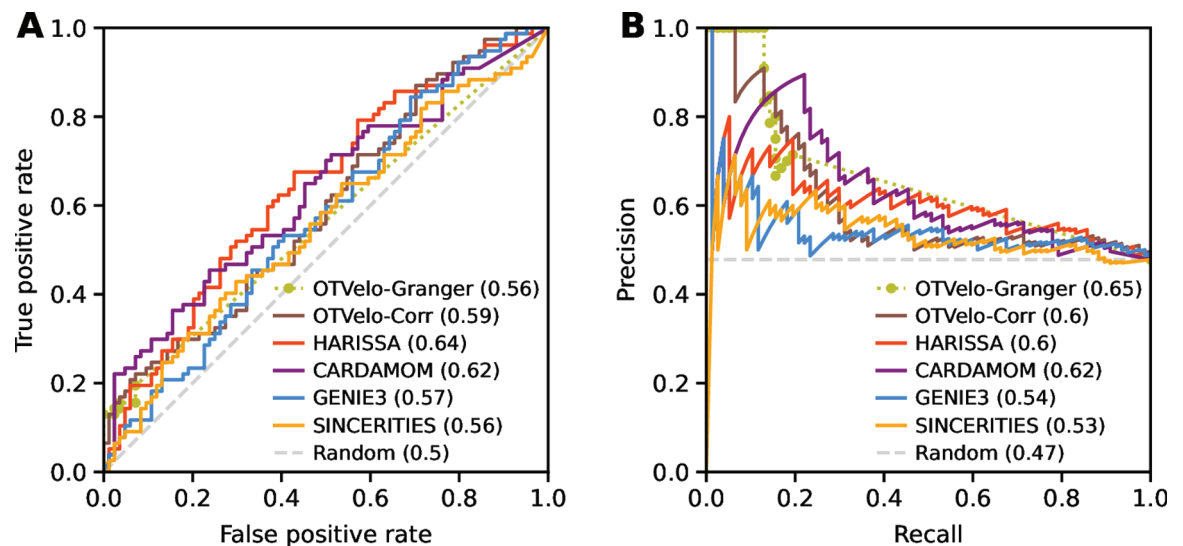 A
True positive rate
1.0
0.8
0.6
0.4
0.2
0.0
OTVelo-Granger (0.56)
OTVelo-Corr (0.59)
HARISSA (0.64)
CARDAMOM (0.62)
GENIE3 (0.57)
SINCERITIES (0.56)
Random (0.5)
0.0 0.2 0.4 0.6 0.8 1.0
False positive rate
B
Precision
1.0
0.8
0.6
0.4
0.2
0.0
OTVelo-Granger (0.65)
OTVelo-Corr (0.6)
HARISSA (0.6)
CARDAMOM (0.62)
GENIE3 (0.54)
SINCERITIES (0.53)
Random (0.47)
0.0 0.2 0.4 0.6 0.8 1.0
Recall